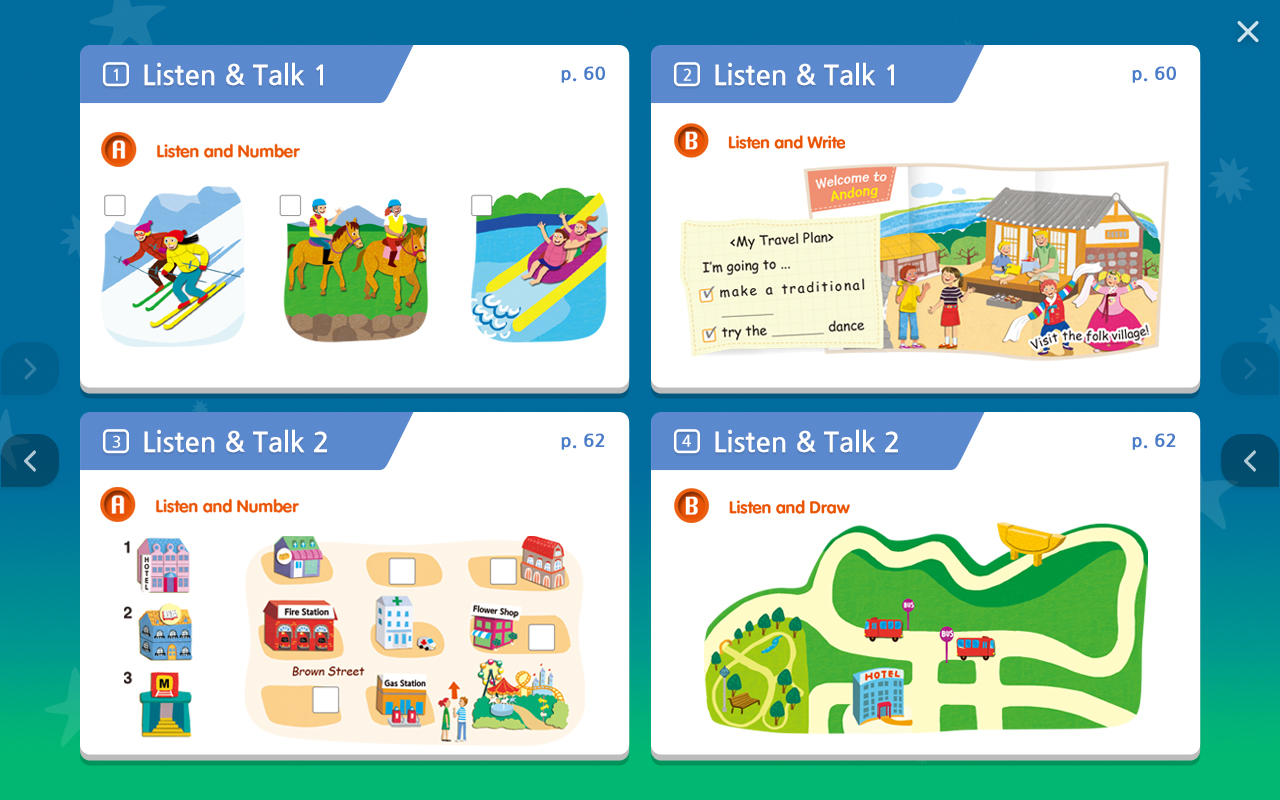 1 Listen & Talk 1 p. 60
A Listen and Number
2 Listen & Talk 1 p. 60
B Listen and Write
Welcome to
Andong
<My Travel Plan>
I'm going to ...
make a traditional
______
try the ______ dance
Visit the folk village!
3 Listen & Talk 2 p. 62
A Listen and Number
1
HOTEL
2
3
M
Fire Station
Flower Shop
Brown Street
Gas Station
4 Listen & Talk 2 p. 62
B Listen and Draw
BUS
BUS
HOTEL